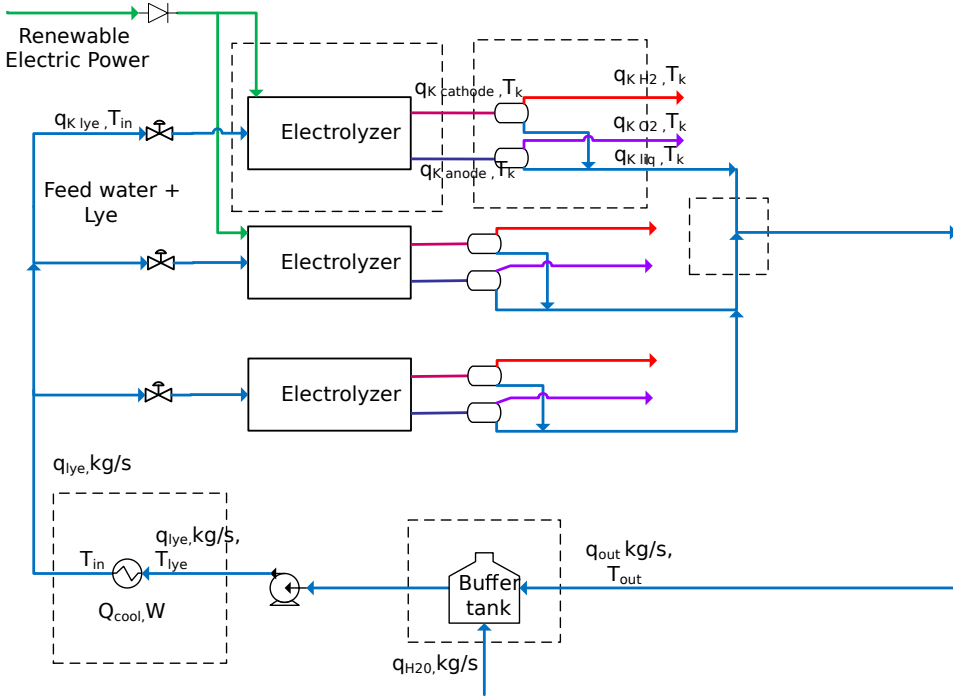 Renewable
Electric Power
q_K lye ,T_in
Feed water +
Lye
Electrolyzer
q_K cathode ,T_k
q_K anode ,T_k
q_K H2 ,T_k
q_K O2 ,T_k
q_K liq ,T_k
Electrolyzer
Electrolyzer
q_lye,kg/s
q_lye,kg/s,
T_in
T_lye
Q_cool,W
Buffer
tank
q_out kg/s,
T_out
q_H20,kg/s